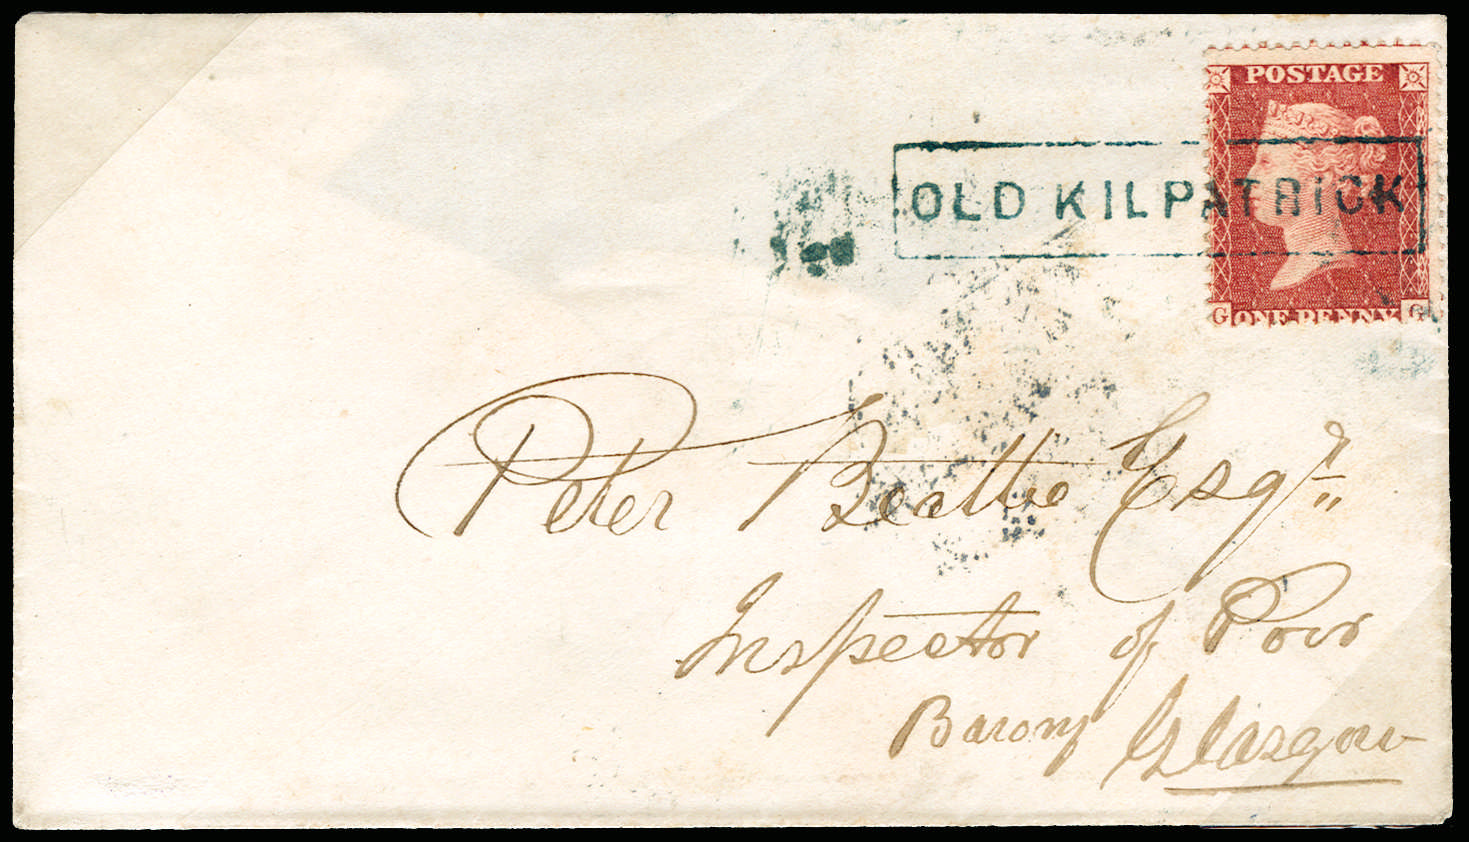 POSTAGE
OLD KILPATRICK
G ONE PENNY G
Peter Beattie Esqr
Inspector of Poor
Barony Glasgow